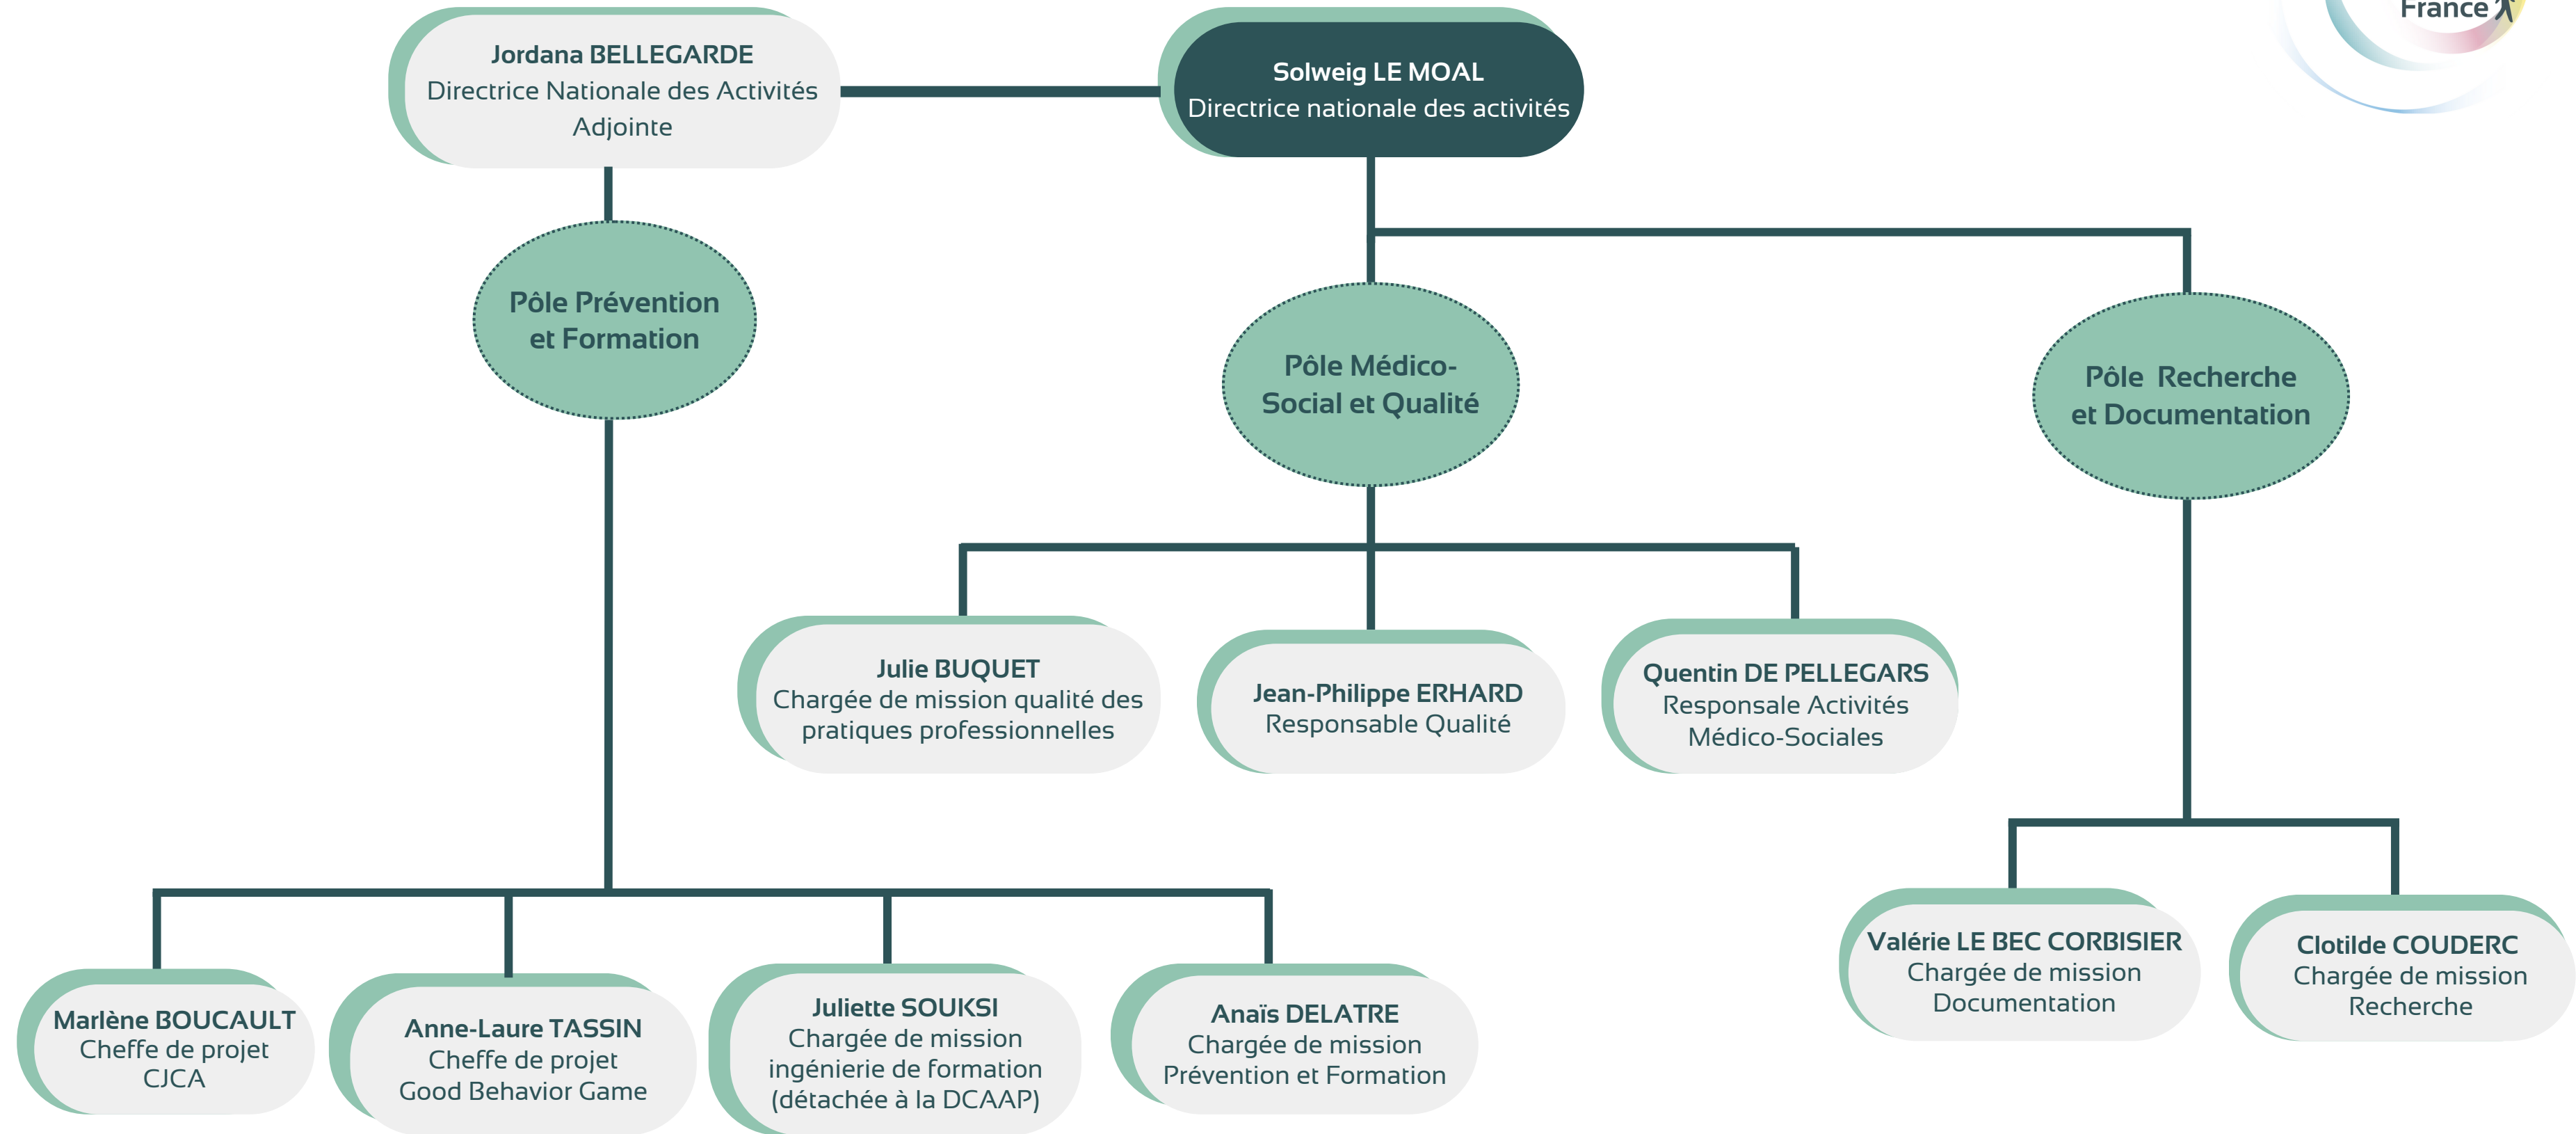 France
Jordana BELLEGARDE
Directrice Nationale des Activités
Adjointe
Solweig LE MOAL
Directrice nationale des activités
Pôle Prévention
et Formation
Pôle Médico-
Social et Qualité
Pôle Recherche
et Documentation
Julie BUQUET
Chargée de mission qualité des
pratiques professionnelles
Jean-Philippe ERHARD
Responsable Qualité
Quentin DE PELLEGARS
Responsale Activités
Médico-Sociales
Valérie LE BEC CORBISIER
Chargée de mission
Documentation
Clotilde COUDERC
Chargée de mission
Recherche
Marlène BOUCAULT
Cheffe de projet
CJCA
Anne-Laure TASSIN
Cheffe de projet
Good Behavior Game
Juliette SOUKSI
Chargée de mission
ingénierie de formation
(détachée à la DCAAP)
Anaïs DELATRE
Chargée de mission
Prévention et Formation